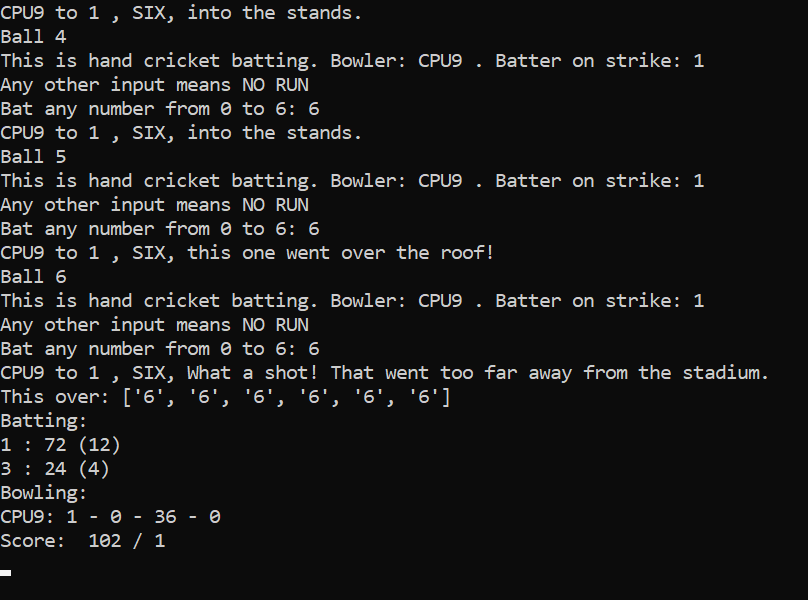 CPU9 to 1 , SIX, into the stands.
Ball 4
This is hand cricket batting. Bowler: CPU9 . Batter on strike: 1
Any other input means NO RUN
Bat any number from 0 to 6: 6
CPU9 to 1 , SIX, into the stands.
Ball 5
This is hand cricket batting. Bowler: CPU9 . Batter on strike: 1
Any other input means NO RUN
Bat any number from 0 to 6: 6
CPU9 to 1 , SIX, this one went over the roof!
Ball 6
This is hand cricket batting. Bowler: CPU9 . Batter on strike: 1
Any other input means NO RUN
Bat any number from 0 to 6: 6
CPU9 to 1 , SIX, What a shot! That went too far away from the stadium.
This over: ['6', '6', '6', '6', '6', '6']
Batting:
1 : 72 (12)
3 : 24 (4)
Bowling:
CPU9: 1 - 0 - 36 - 0
Score:  102 / 1